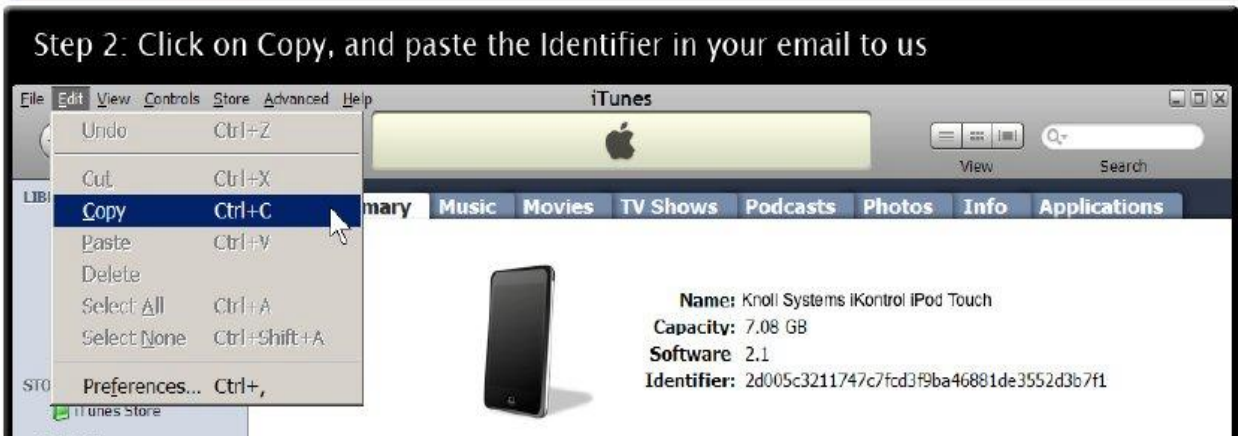 Step 2: Click on Copy, and paste the Identifier in your email to us
File Edit View Controls Store Advanced Help
iTunes
Undo Ctrl+Z
Cut Ctrl+X
Copy Ctrl+C
Paste Ctrl+V
Delete
Select All Ctrl+A
Select None Ctrl+Shift+A
Preferences... Ctrl+,
View Search
mary Music Movies TV Shows Podcasts Photos Info Applications
Name: Knoll Systems iKontrol iPod Touch
Capacity: 7.08 GB
Software 2.1
Identifier: 2d005c3211747c7fcd3f9ba46881de3552d3b7f1
LIB
STO
iTunes Store